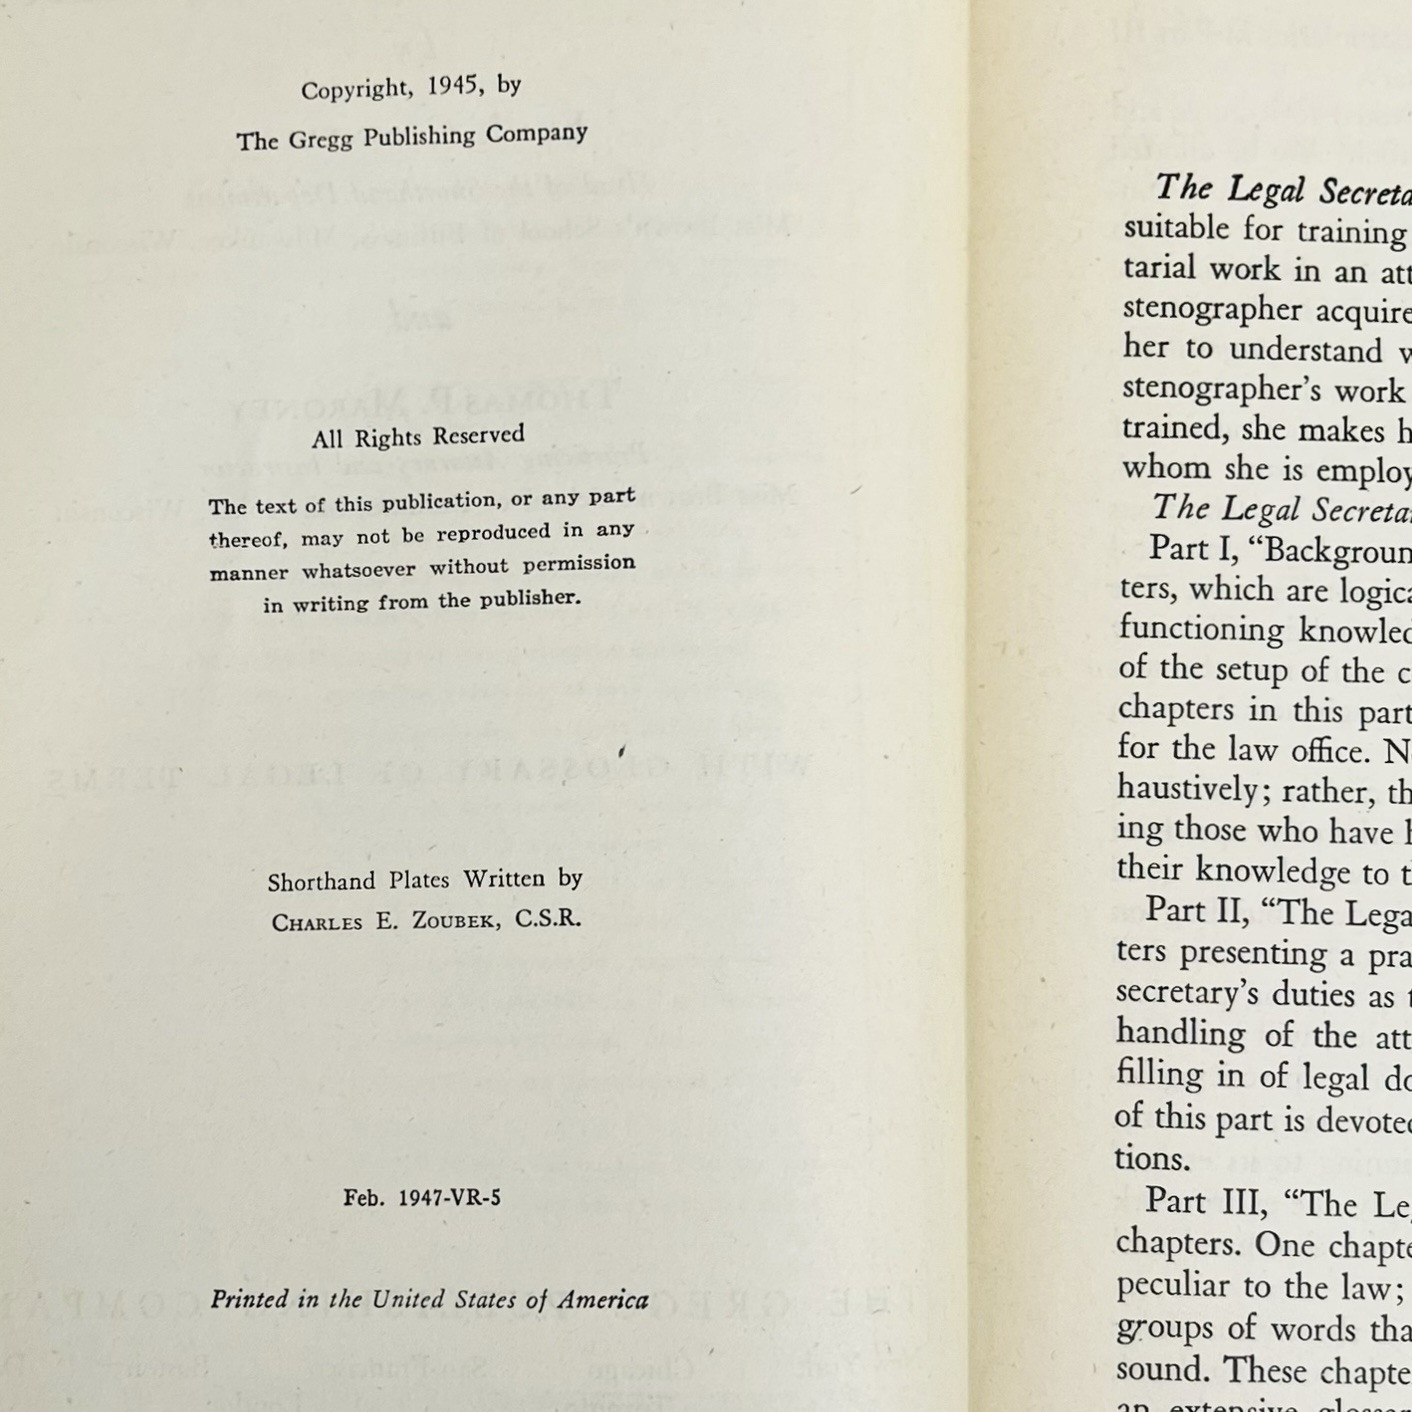 Copyright, 1945, by
The Gregg Publishing Company
All Rights Reserved
The text of this publication, or any part
thereof, may not be reproduced in any
manner whatsoever without permission
in writing from the publisher.
Shorthand Plates Written by
CHARLES E. ZOUBEK, C.S.R.
Feb. 1947-VR-5
Printed in the United States of America
The Legal Secreta
suitable for training
tarial work in an att
stenographer acquire
her to understand w
stenographer's work
trained, she makes h
whom she is employ
The Legal Secretar
Part I, “Backgroun
ters, which are logica
functioning knowled
of the setup of the c
chapters in this part
for the law office. N
haustively; rather, th
ing those who have h
their knowledge to t
Part II, “The Lega
ters presenting a pra
secretary's duties as t
handling of the att
filling in of legal do
of this part is devoted
tions.
Part III, “The Le
chapters. One chapte
peculiar to the law;
groups of words tha
sound. These chapte
an extensive glossar